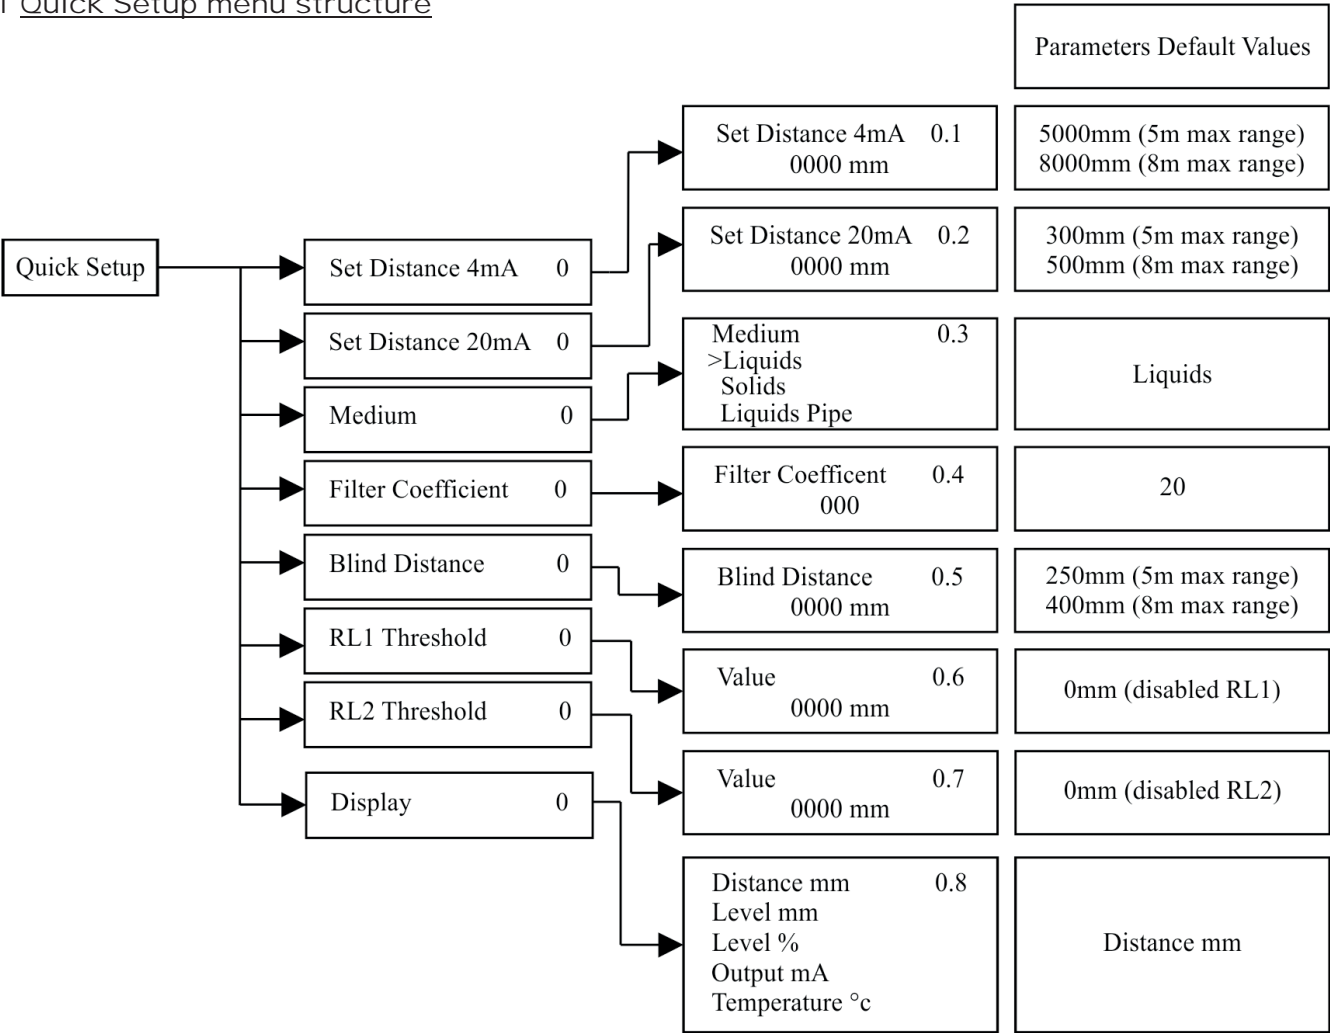 1 Quick Setup menu structure
Parameters Default Values
Quick Setup
Set Distance 4mA 0
Set Distance 20mA 0
Medium 0
Filter Coefficient 0
Blind Distance 0
RL1 Threshold 0
RL2 Threshold 0
Display 0
Set Distance 4mA 0.1
0000 mm
5000mm (5m max range)
8000mm (8m max range)
Set Distance 20mA 0.2
0000 mm
300mm (5m max range)
500mm (8m max range)
Medium 0.3
>Liquids
Solids
Liquids Pipe
Liquids
Filter Coefficent 0.4
000
20
Blind Distance 0.5
0000 mm
250mm (5m max range)
400mm (8m max range)
Value 0.6
0000 mm
0mm (disabled RL1)
Value 0.7
0000 mm
0mm (disabled RL2)
Distance mm 0.8
Level mm
Level %
Output mA
Temperature °c
Distance mm